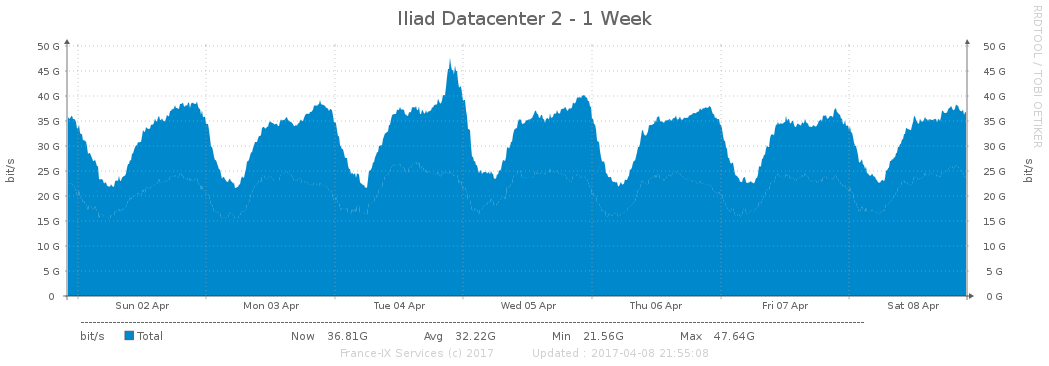 Iliad Datacenter 2 - 1 Week
RRDTOOL / TOBI OETIKER
50 G 50 G
45 G 45 G
40 G 40 G
35 G 35 G
30 G 30 G
25 G 25 G
20 G 20 G
15 G 15 G
10 G 10 G
5 G 5 G
0 0 G
bit/s bit/s
Sun 02 Apr Mon 03 Apr Tue 04 Apr Wed 05 Apr Thu 06 Apr Fri 07 Apr Sat 08 Apr
bit/s Total Now 36.81G Avg 32.22G Min 21.56G Max 47.64G
France-IX Services (c) 2017 Updated : 2017-04-08 21:55:08